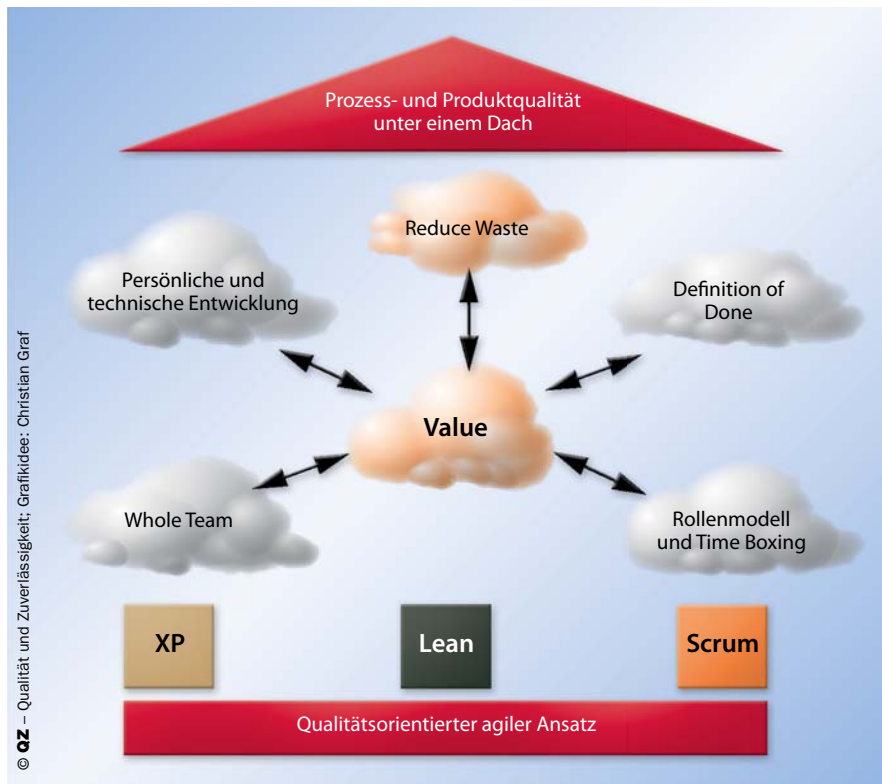 Prozess- und Produktqualität
unter einem Dach
Reduce Waste
Persönliche und
technische Entwicklung
Definition of
Done
Value
Whole Team
Rollenmodell
und Time Boxing
XP
Lean
Scrum
Qualitätsorientierter agiler Ansatz
© QZ – Qualität und Zuverlässigkeit; Grafikidee: Christian Graf